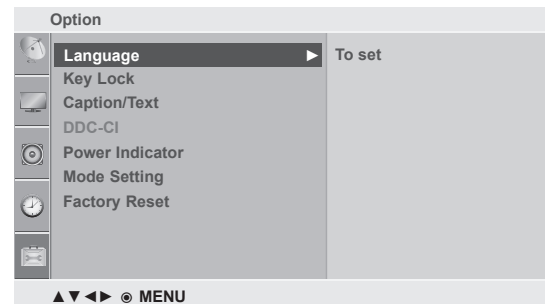 Option
Language ► To set
Key Lock
Caption/Text
DDC-CI
Power Indicator
Mode Setting
Factory Reset
▲▼◄► ◉ MENU